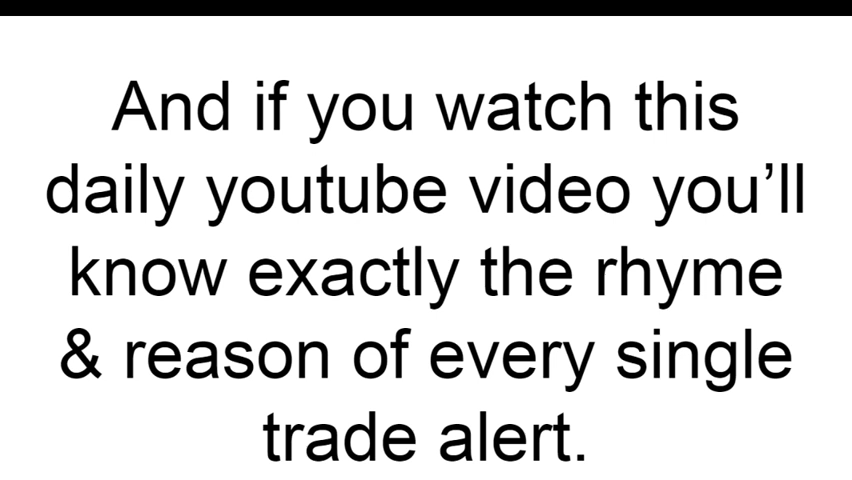 And if you watch this
daily youtube video you’ll
know exactly the rhyme
& reason of every single
trade alert.